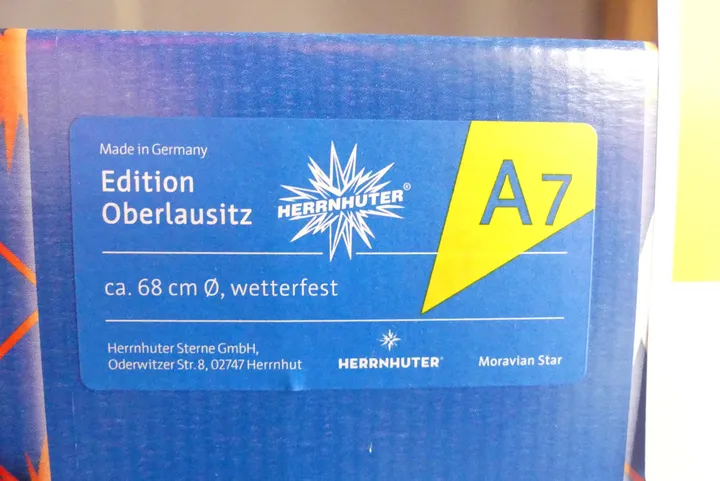 Made in Germany
Edition
Oberlausitz
HERRNHUTER®
A7
ca. 68 cm Ø, wetterfest
Herrnhuter Sterne GmbH,
Oderwitzer Str. 8, 02747 Herrnhut
HERRNHUTER®
Moravian Star